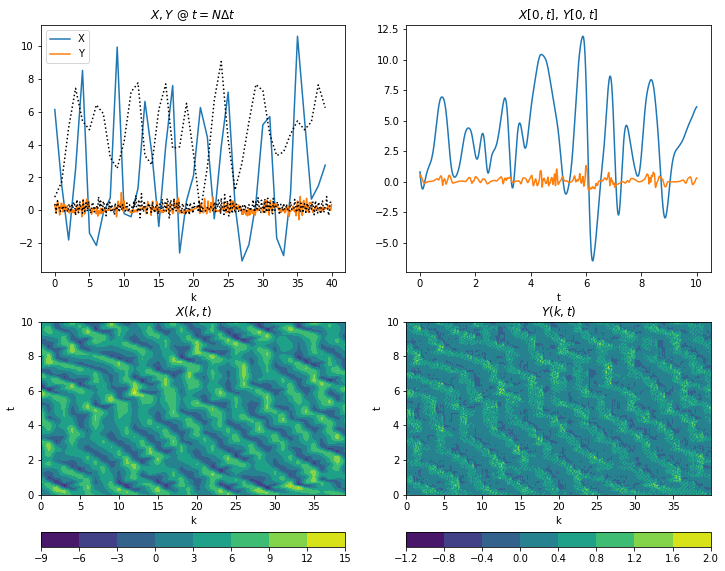 X, Y @ t = NΔt
X
Y
10
8
6
4
2
0
−2
0 5 10 15 20 25 30 35 40
k
X[0, t], Y[0, t]
12.5
10.0
7.5
5.0
2.5
0.0
−2.5
−5.0
0 2 4 6 8 10
t
X(k, t)
10
8
6
4
2
0
t
0 5 10 15 20 25 30 35
k
−9 −6 −3 0 3 6 9 12 15
Y(k, t)
10
8
6
4
2
0
t
0 5 10 15 20 25 30 35
k
−1.2 −0.8 −0.4 0.0 0.4 0.8 1.2 1.6 2.0